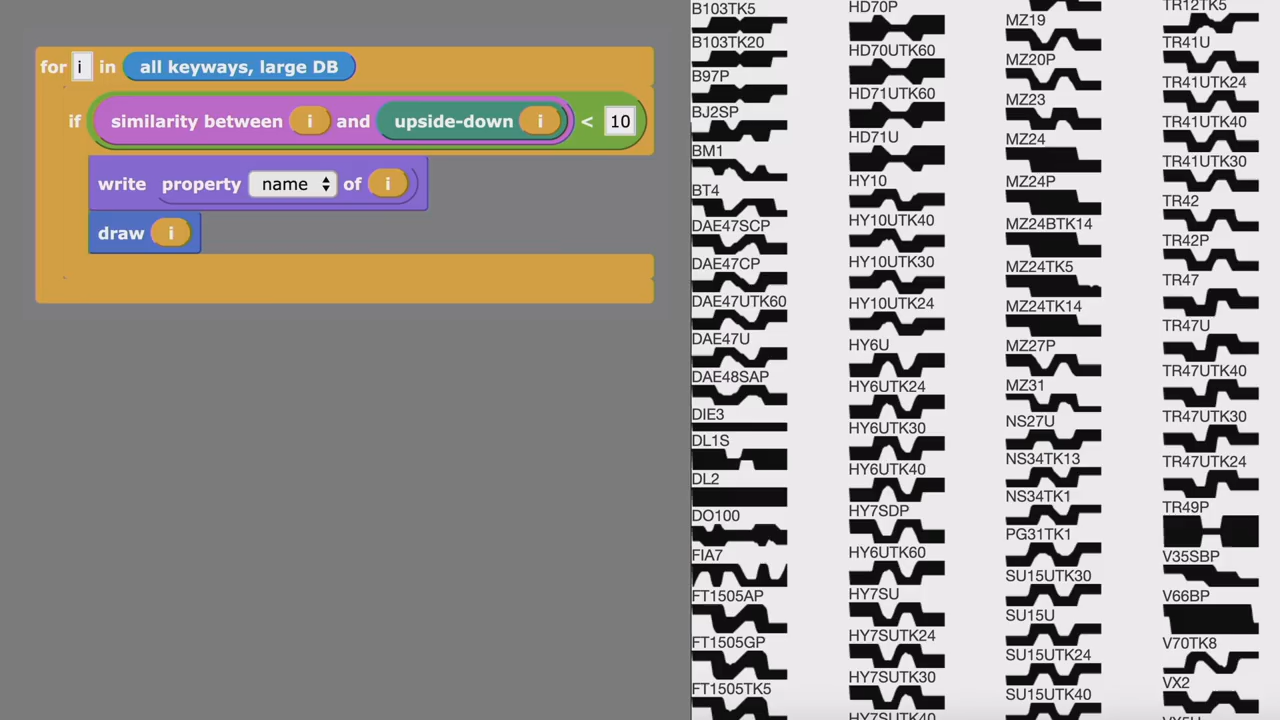 for i in all keyways, large DB
if similarity between i and upside-down i < 10
write property name of i
draw i
B103TK5
B103TK20
B97P
BJ2SP
BM1
BT4
DAE47SCP
DAE47CP
DAE47UTK60
DAE47U
DAE48SAP
DIE3
DL1S
DL2
DO100
FIA7
FT1505AP
FT1505GP
FT1505TK5
HD70P
HD70UTK60
HD71UTK60
HD71U
HY10
HY10UTK40
HY10UTK30
HY10UTK24
HY6U
HY6UTK24
HY6UTK30
HY6UTK40
HY7SDP
HY6UTK60
HY7SU
HY7SUTK24
HY7SUTK30
HY7SUTK40
MZ19
MZ20P
MZ23
MZ24
MZ24P
MZ24BTK14
MZ24TK5
MZ24TK14
MZ27P
MZ31
NS27U
NS34TK13
NS34TK1
PG31TK1
SU15UTK30
SU15U
SU15UTK24
SU15UTK40
TR12TK5
TR41U
TR41UTK24
TR41UTK40
TR41UTK30
TR42
TR42P
TR47
TR47U
TR47UTK40
TR47UTK30
TR47UTK24
TR49P
V35SBP
V66BP
V70TK8
VX2